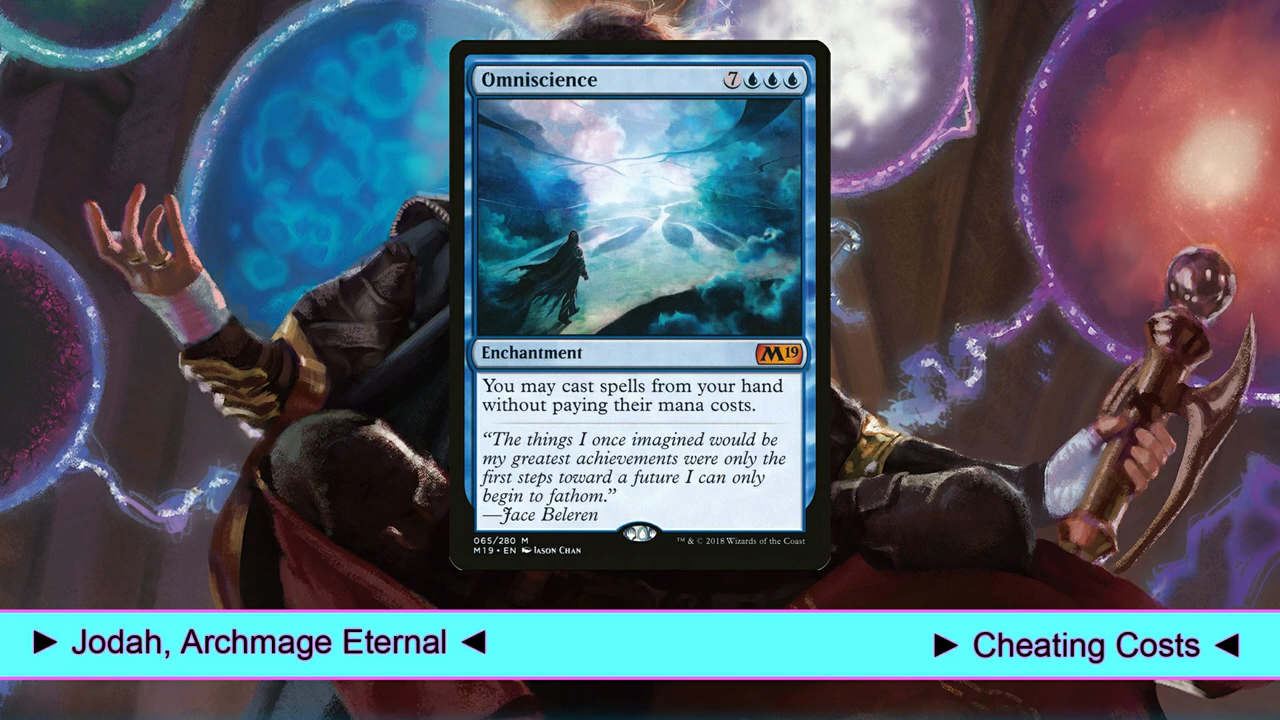 Omniscience 7
Enchantment M19
You may cast spells from your hand
without paying their mana costs.
“The things I once imagined would be
my greatest achievements were only the
first steps toward a future I can only
begin to fathom.”
—Jace Beleren
065/280 M
M19 • EN Jason Chan
™ & © 2018 Wizards of the Coast
► Jodah, Archmage Eternal ◄
► Cheating Costs ◄